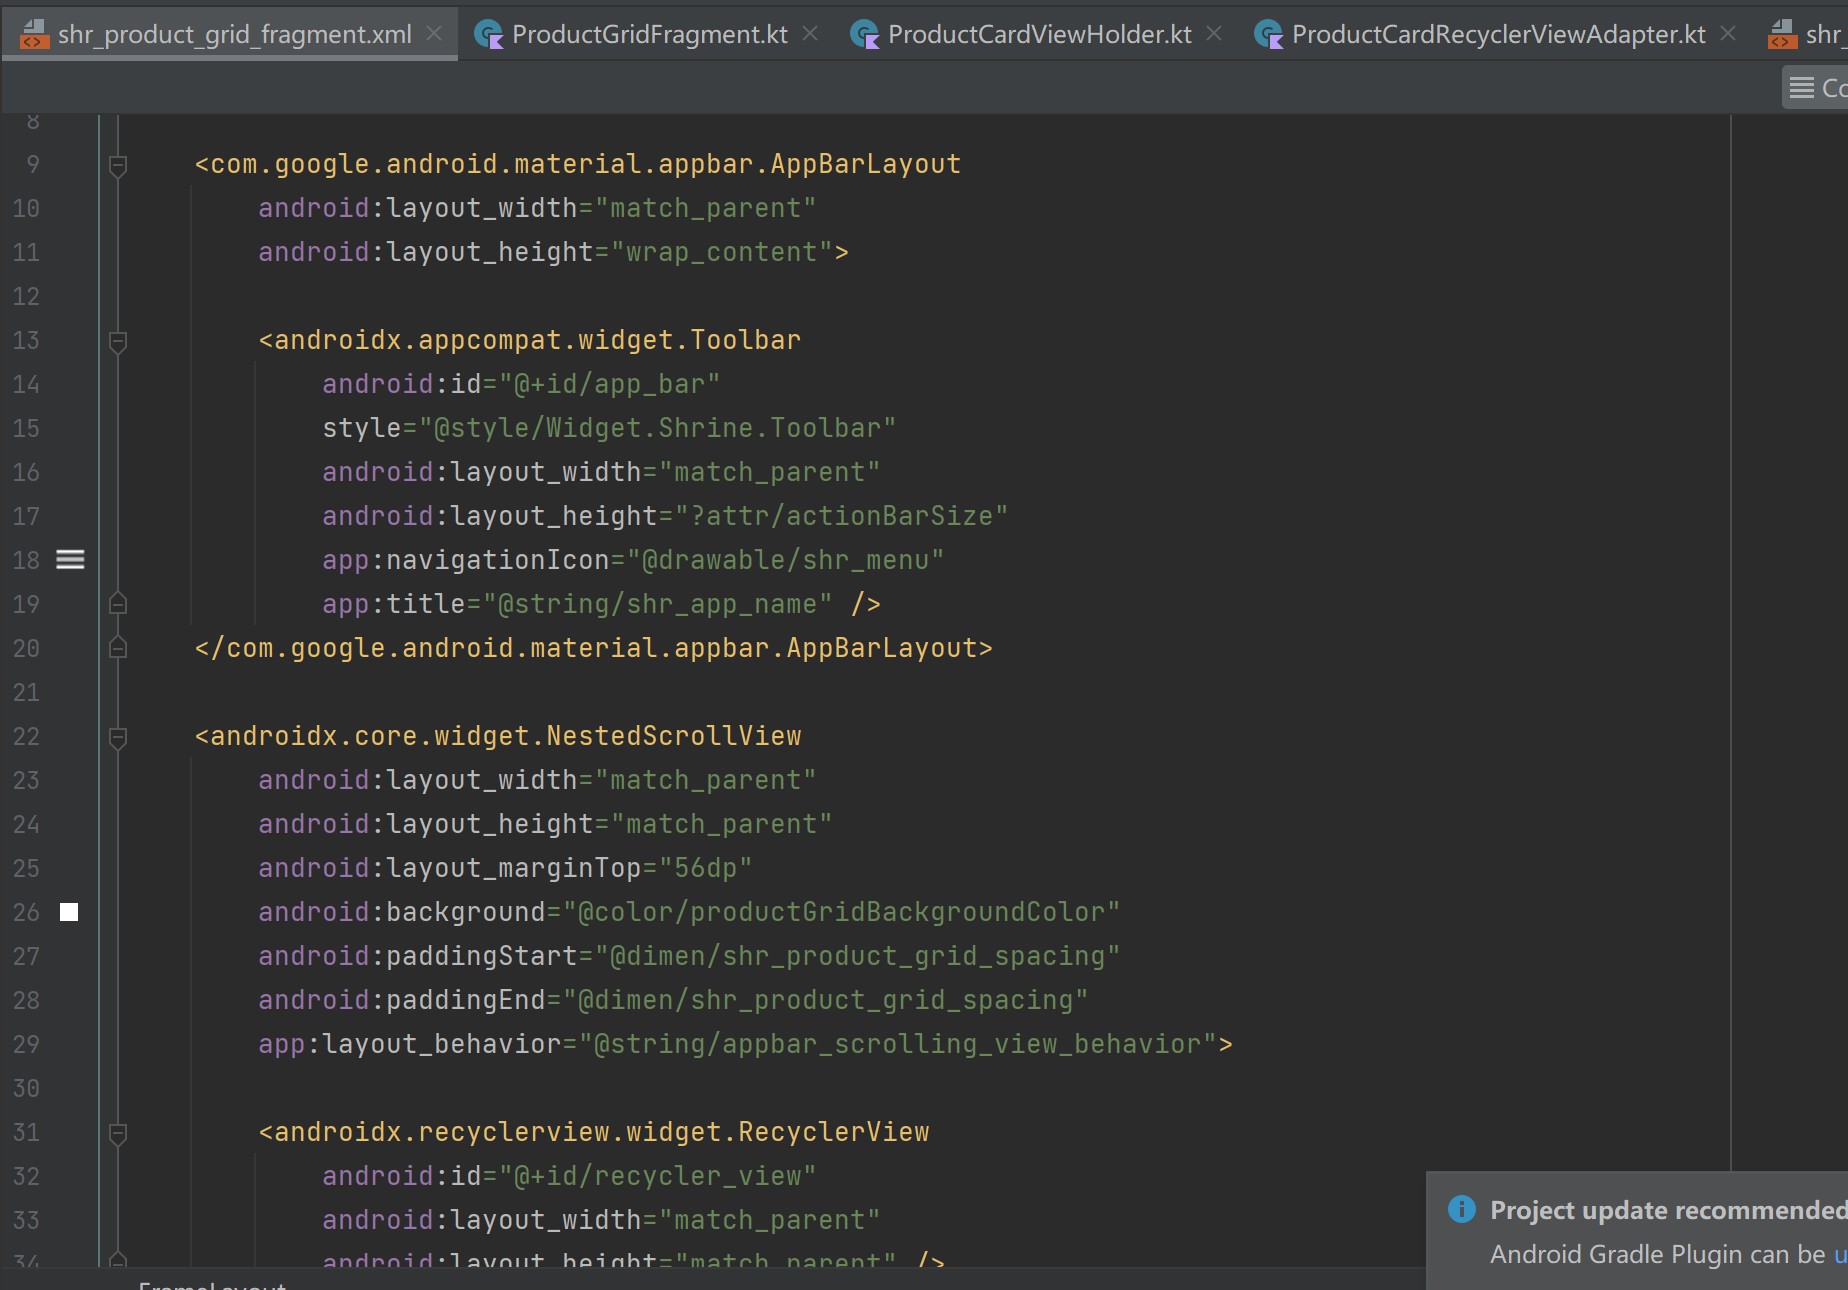 shr_product_grid_fragment.xml ProductGridFragment.kt ProductCardViewHolder.kt ProductCardRecyclerViewAdapter.kt shr_
Co
8
9 <com.google.android.material.appbar.AppBarLayout
10 android:layout_width="match_parent"
11 android:layout_height="wrap_content">
12
13 <androidx.appcompat.widget.Toolbar
14 android:id="@+id/app_bar"
15 style="@style/Widget.Shrine.Toolbar"
16 android:layout_width="match_parent"
17 android:layout_height="?attr/actionBarSize"
18 app:navigationIcon="@drawable/shr_menu"
19 app:title="@string/shr_app_name" />
20 </com.google.android.material.appbar.AppBarLayout>
21
22 <androidx.core.widget.NestedScrollView
23 android:layout_width="match_parent"
24 android:layout_height="match_parent"
25 android:layout_marginTop="56dp"
26 android:background="@color/productGridBackgroundColor"
27 android:paddingStart="@dimen/shr_product_grid_spacing"
28 android:paddingEnd="@dimen/shr_product_grid_spacing"
29 app:layout_behavior="@string/appbar_scrolling_view_behavior">
30
31 <androidx.recyclerview.widget.RecyclerView
32 android:id="@+id/recycler_view"
33 android:layout_width="match_parent"
34 android:layout_height="match_parent" />
FrameLayout
Project update recommended
Android Gradle Plugin can be u